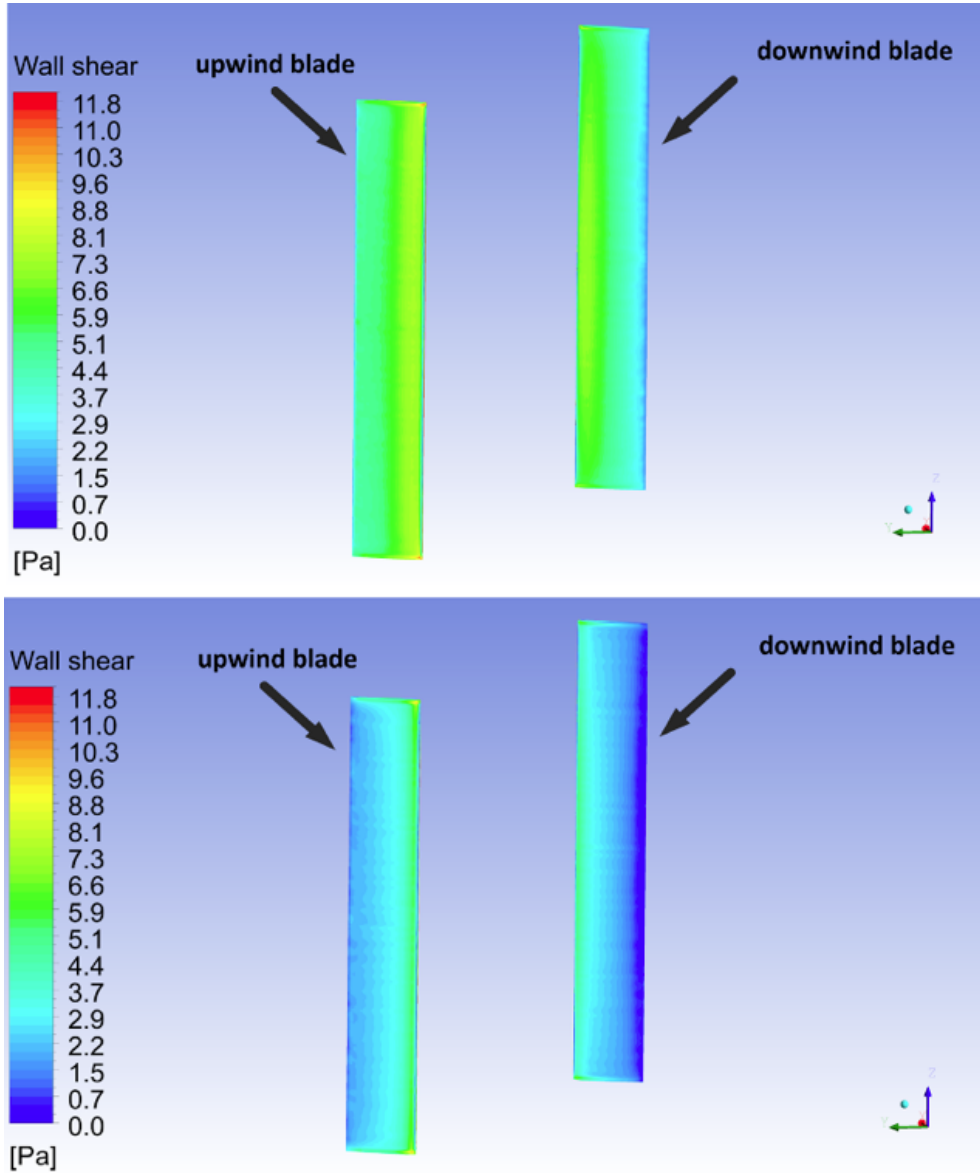 Wall shear
upwind blade
downwind blade
11.8
11.0
10.3
9.6
8.8
8.1
7.3
6.6
5.9
5.1
4.4
3.7
2.9
2.2
1.5
0.7
0.0
[Pa]
Z
Y
Wall shear
upwind blade
downwind blade
11.8
11.0
10.3
9.6
8.8
8.1
7.3
6.6
5.9
5.1
4.4
3.7
2.9
2.2
1.5
0.7
0.0
[Pa]
Z
Y